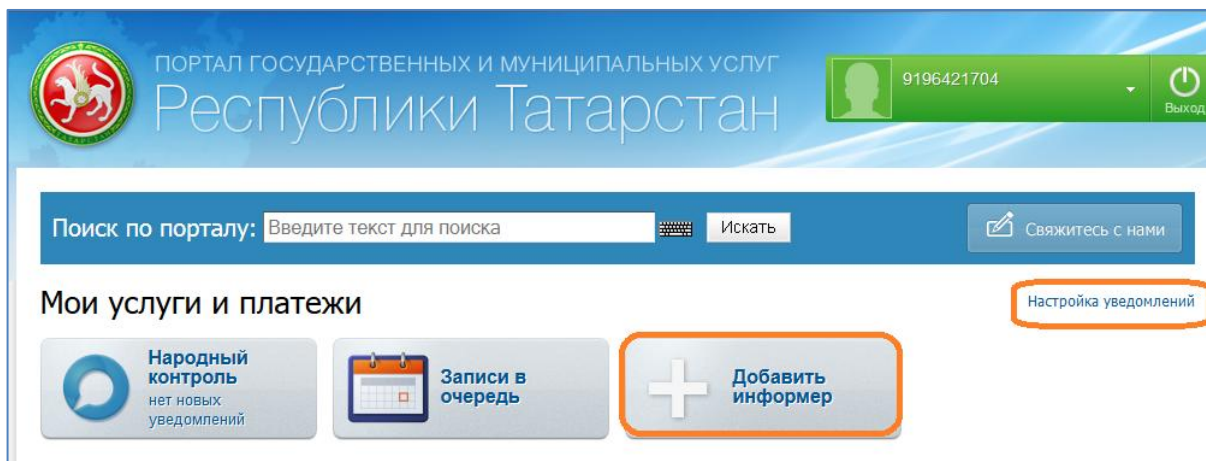 ПОРТАЛ ГОСУДАРСТВЕННЫХ И МУНИЦИПАЛЬНЫХ УСЛУГ
Республики Татарстан
9196421704
Выход
ТАТАРСТАН
Поиск по порталу: Введите текст для поиска Искать
Свяжитесь с нами
Мои услуги и платежи
Настройка уведомлений
Народный
контроль
нет новых
уведомлений
Записи в
очередь
Добавить
информер